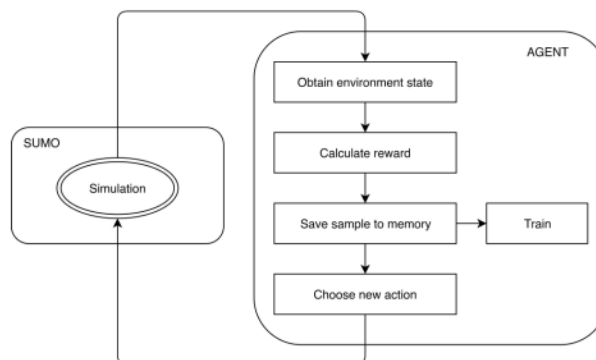 AGENT
Obtain environment state
Calculate reward
SUMO
Simulation
Save sample to memory
Train
Choose new action